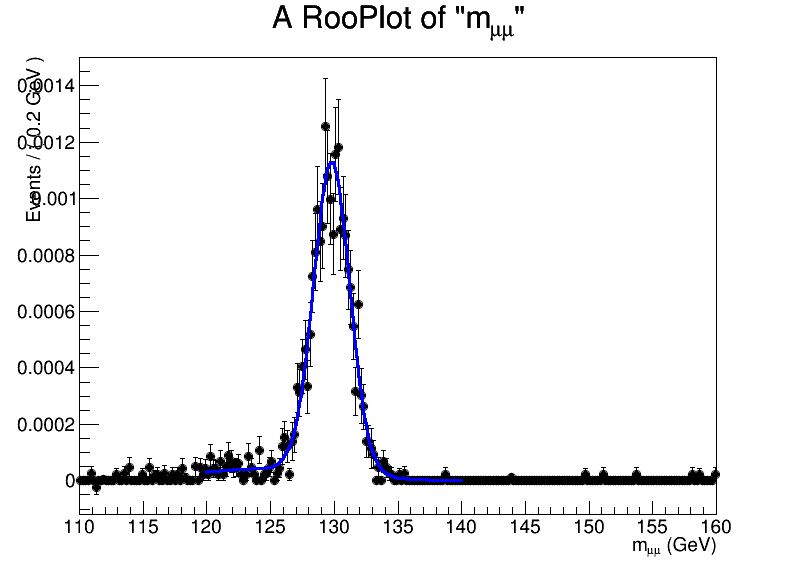 A RooPlot of "mμμ"
Events / ( 0.2 GeV )
0.0014
0.0012
0.001
0.0008
0.0006
0.0004
0.0002
0
110 115 120 125 130 135 140 145 150 155 160
mμμ (GeV)